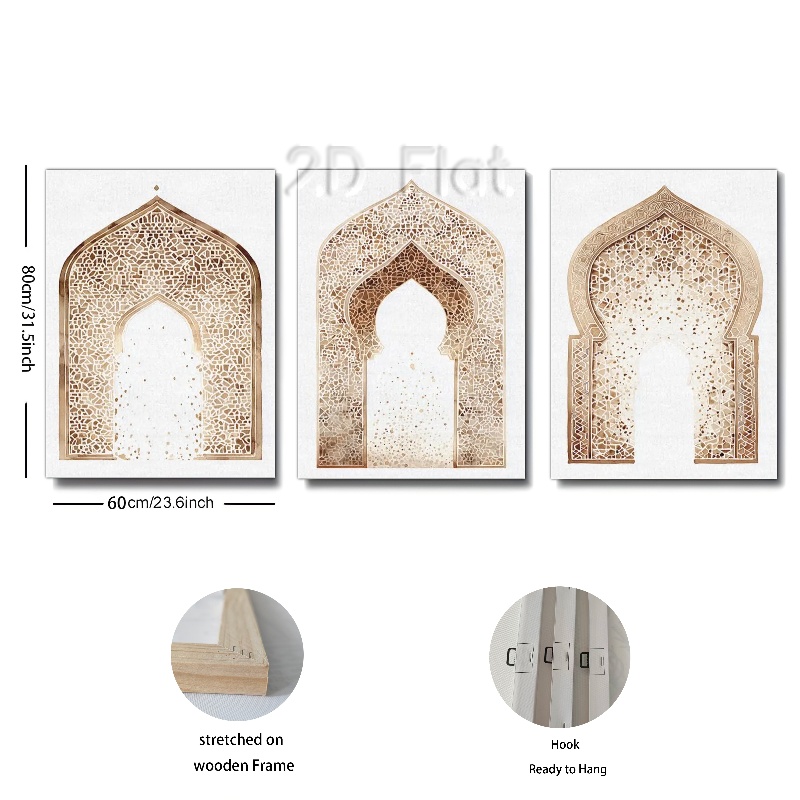 2D Flat
80cm/31.5inch
60cm/23.6inch
stretched on
wooden Frame
Hook
Ready to Hang